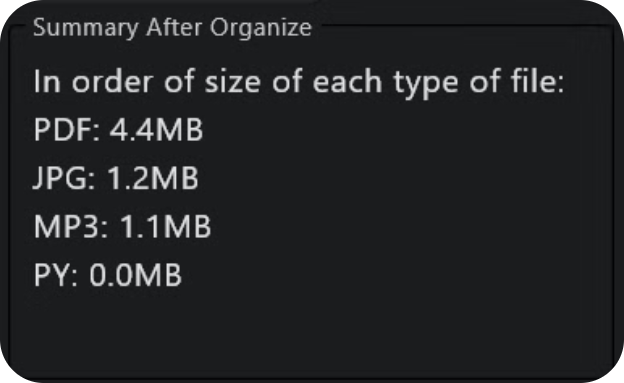 Summary After Organize
In order of size of each type of file:
PDF: 4.4MB
JPG: 1.2MB
MP3: 1.1MB
PY: 0.0MB